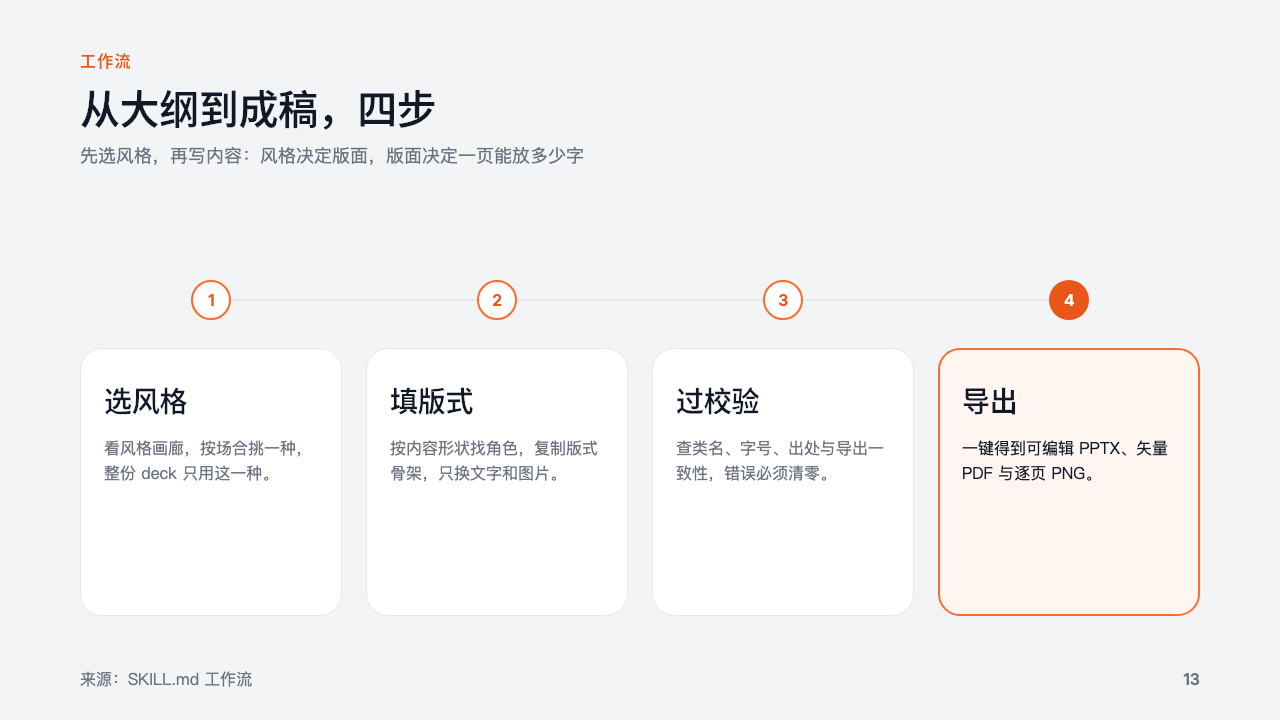 工作流
从大纲到成稿，四步
先选风格，再写内容：风格决定版面，版面决定一页能放多少字
1
2
3
4
选风格
看风格画廊，按场合挑一种，
整份 deck 只用这一种。
填版式
按内容形状找角色，复制版式
骨架，只换文字和图片。
过校验
查类名、字号、出处与导出一
致性，错误必须清零。
导出
一键得到可编辑 PPTX、矢量
PDF 与逐页 PNG。
来源：SKILL.md 工作流
13